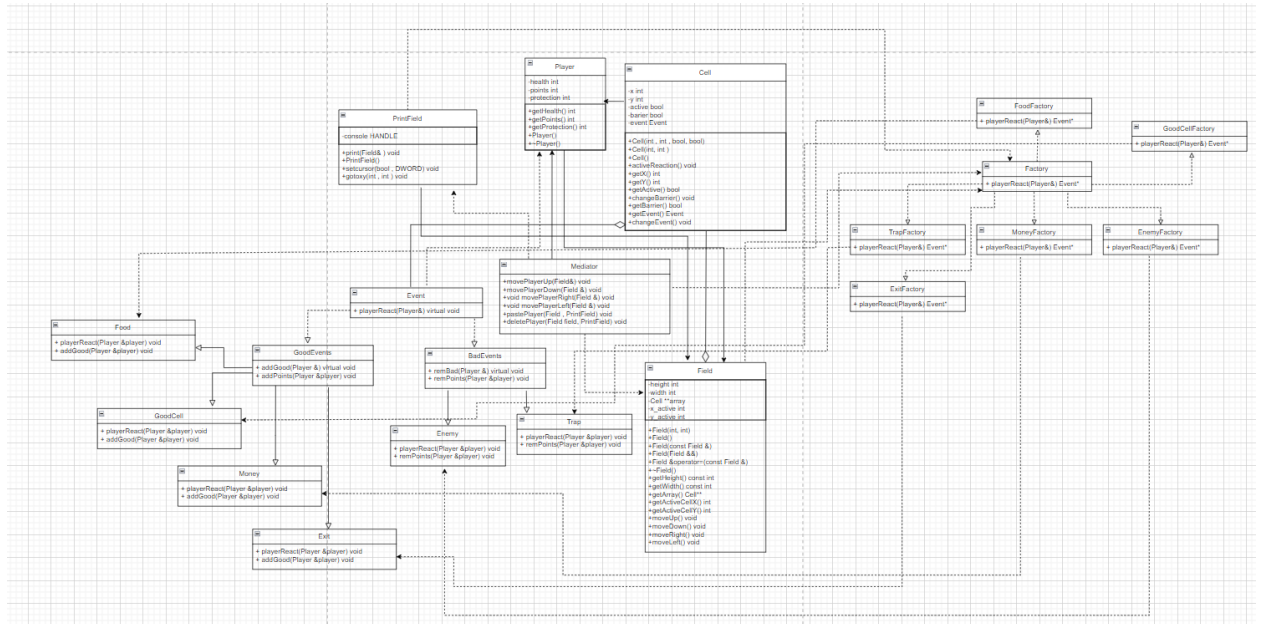 Player
-health int
-points int
-protection int
+getHealth() int
+getPoints() int
+getProtection() int
+Player()
+~Player()
Cell
-x int
-y int
-active bool
-barier bool
-event Event
+Cell(int , int , bool, bool)
+Cell(int, int )
+Cell()
+activeReaction() void
+getX() int
+getY() int
+getActive() bool
+changeBarrier() void
+getBarrier() bool
+getEvent() Event
+changeEvent() void
PrintField
-console HANDLE
+print(Field& ) void
+PrintField()
+setcursor(bool , DWORD) void
+gotoxy(int , int ) void
FoodFactory
+ playerReact(Player&) Event*
GoodCellFactory
+ playerReact(Player&) Event*
Factory
+ playerReact(Player&) Event*
TrapFactory
+ playerReact(Player&) Event*
MoneyFactory
+ playerReact(Player&) Event*
EnemyFactory
+ playerReact(Player&) Event*
ExitFactory
+ playerReact(Player&) Event*
Mediator
+movePlayerUp(Field&) void
+movePlayerDown(Field &) void
+void movePlayerRight(Field &) void
+void movePlayerLeft(Field &) void
+pastePlayer(Field , PrintField) void
+deletePlayer(Field field, PrintField) void
Event
+ playerReact(Player&) virtual void
Food
+ playerReact(Player &player) void
+ addGood(Player &player) void
GoodEvents
+ addGood(Player &) virtual void
+ addPoints(Player &player) void
BadEvents
+ remBad(Player &) virtual void
+ remPoints(Player &player) void
GoodCell
+ playerReact(Player &player) void
+ addGood(Player &player) void
Enemy
+ playerReact(Player &player) void
+ remPoints(Player &player) void
Trap
+ playerReact(Player &player) void
+ remPoints(Player &player) void
Money
+ playerReact(Player &player) void
+ addGood(Player &player) void
Exit
+ playerReact(Player &player) void
+ addGood(Player &player) void
Field
-height int
-width int
-Cell **array
-x_active int
-y_active int
+Field(int, int)
+Field()
+Field(const Field &)
+Field(Field &&)
+Field &operator=(const Field &)
+~Field()
+getHeight() const int
+getWidth() const int
+getArray() Cell**
+getActiveCellX() int
+getActiveCellY() int
+moveUp() void
+moveDown() void
+moveRight() void
+moveLeft() void